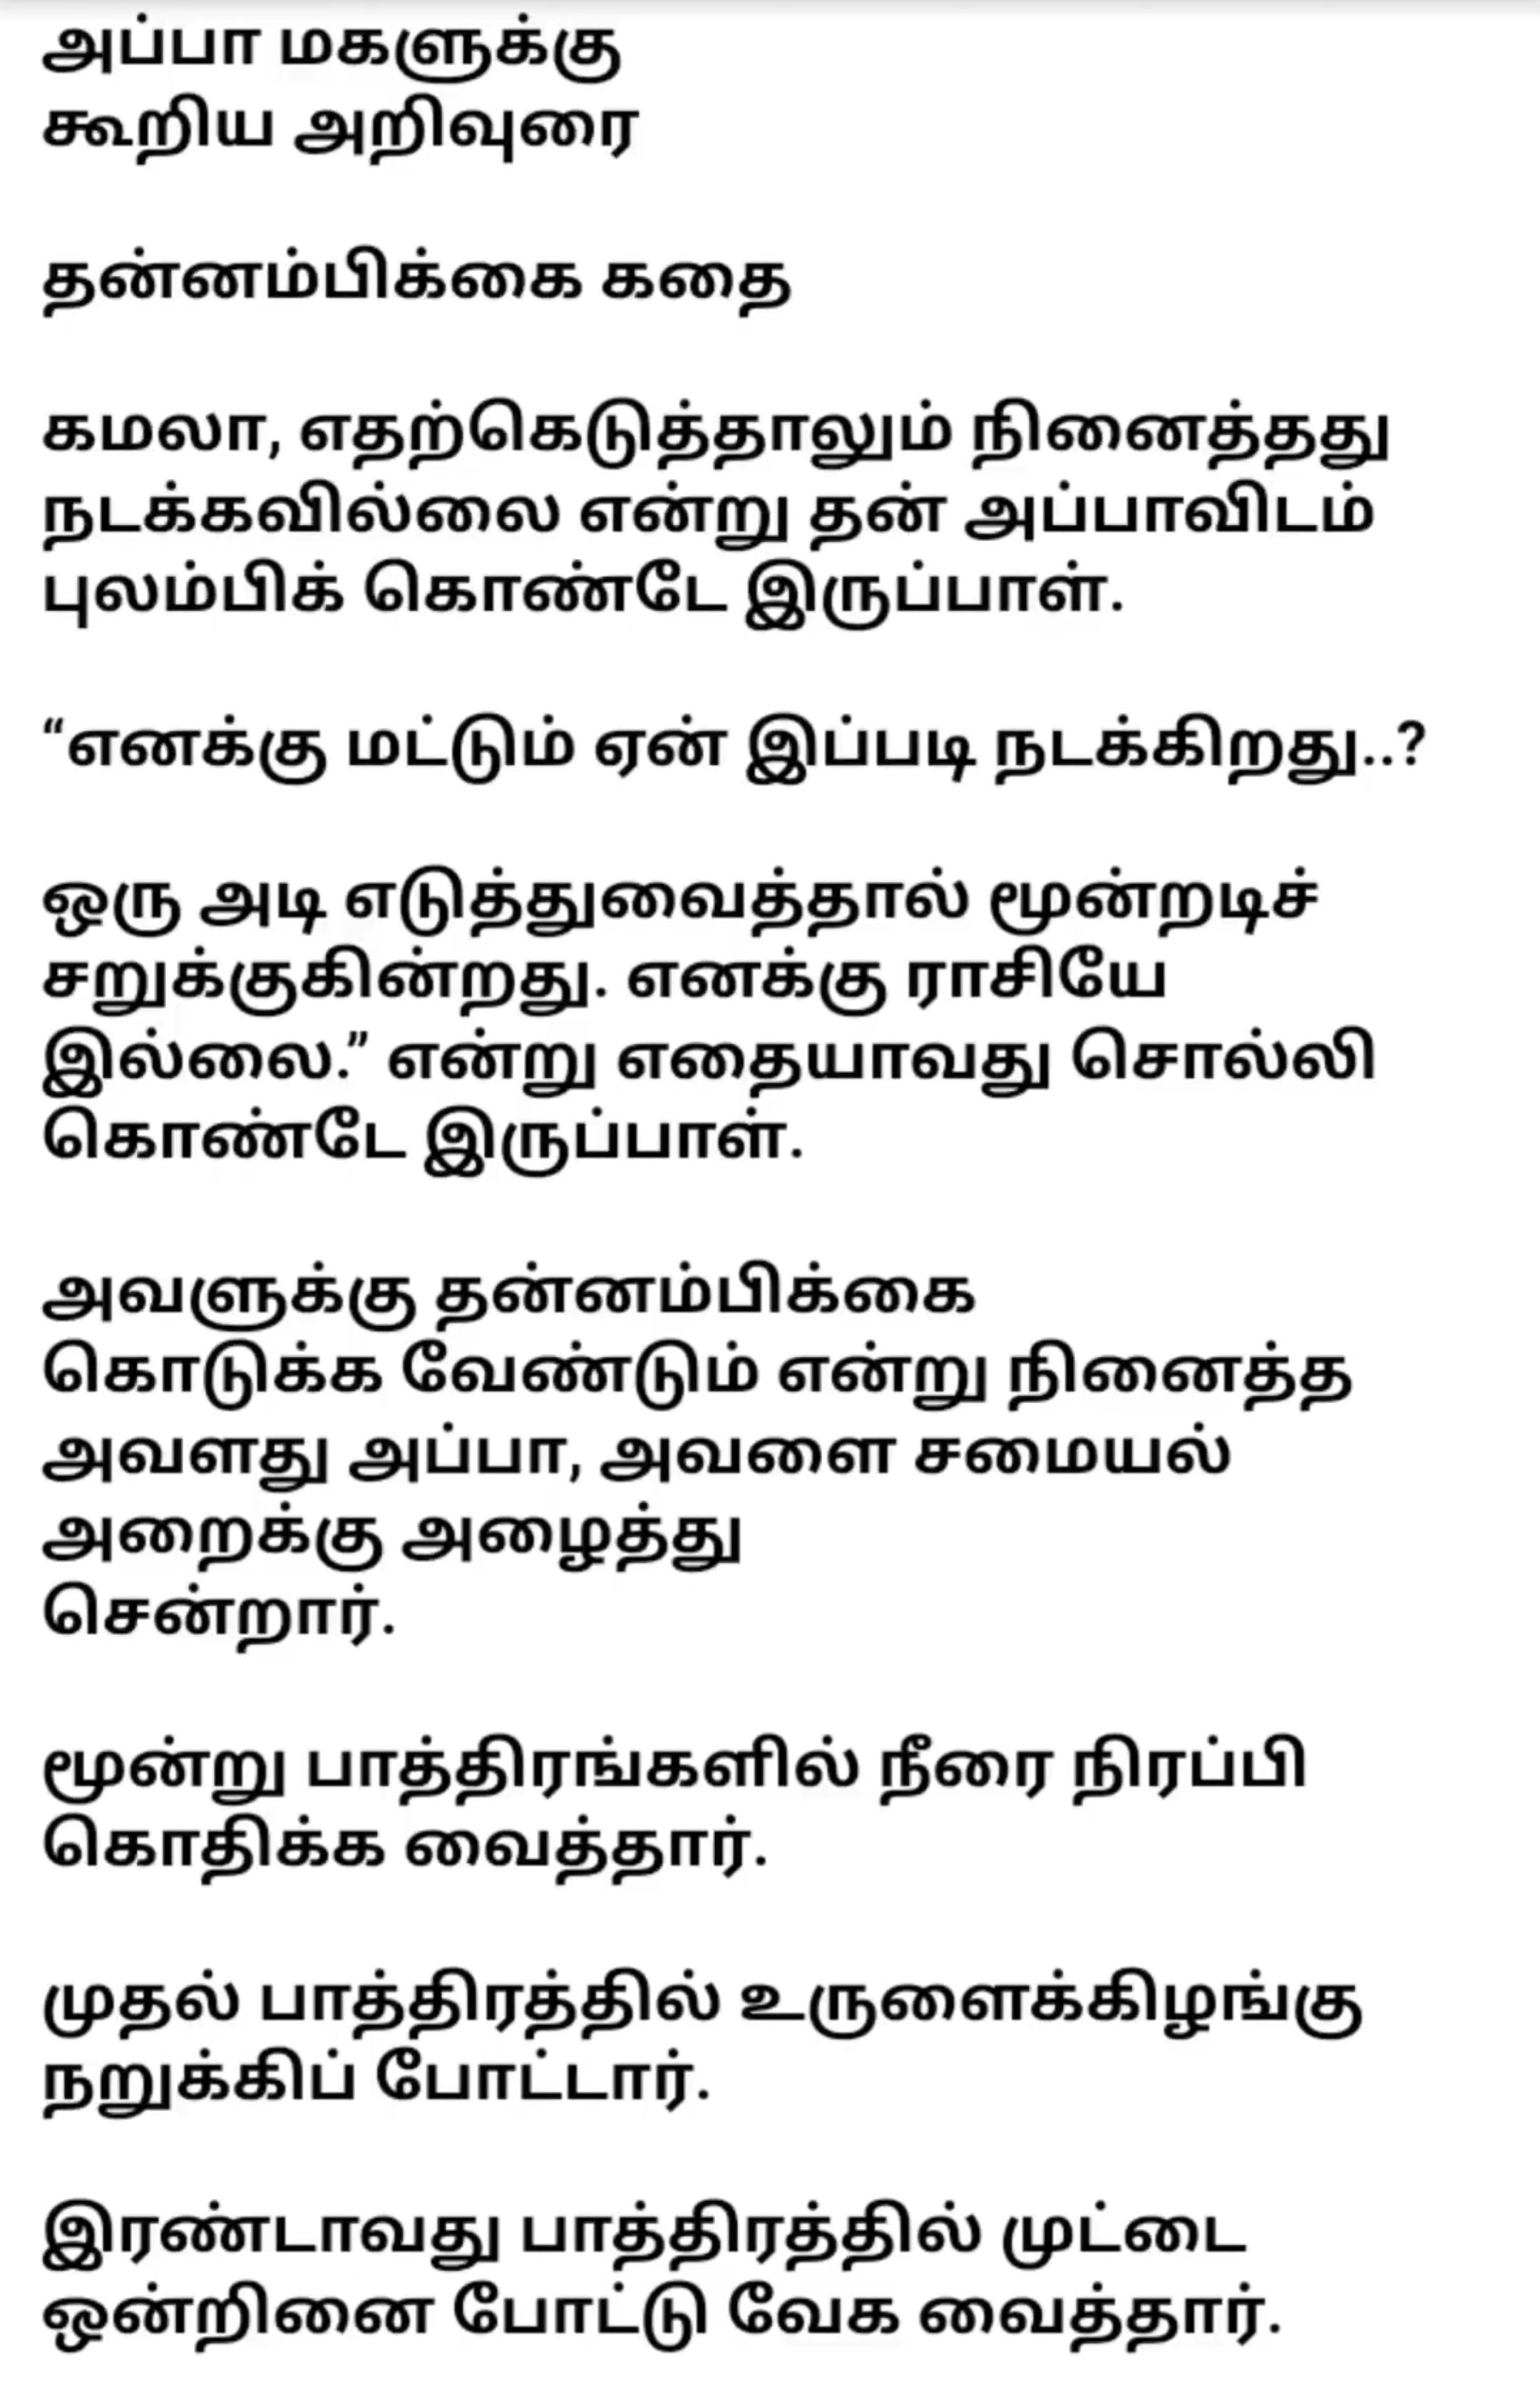 அப்பா மகளுக்கு
கூறிய அறிவுரை
தன்னம்பிக்கை கதை
கமலா, எதற்கெடுத்தாலும் நினைத்தது
நடக்கவில்லை என்று தன் அப்பாவிடம்
புலம்பிக் கொண்டே இருப்பாள்.
“எனக்கு மட்டும் ஏன் இப்படி நடக்கிறது..?
ஒரு அடி எடுத்துவைத்தால் மூன்றடிச்
சறுக்குகின்றது. எனக்கு ராசியே
இல்லை.” என்று எதையாவது சொல்லி
கொண்டே இருப்பாள்.
அவளுக்கு தன்னம்பிக்கை
கொடுக்க வேண்டும் என்று நினைத்த
அவளது அப்பா, அவளை சமையல்
அறைக்கு அழைத்து
சென்றார்.
மூன்று பாத்திரங்களில் நீரை நிரப்பி
கொதிக்க வைத்தார்.
முதல் பாத்திரத்தில் உருளைக்கிழங்கு
நறுக்கிப் போட்டார்.
இரண்டாவது பாத்திரத்தில் முட்டை
ஒன்றினை போட்டு வேக வைத்தார்.